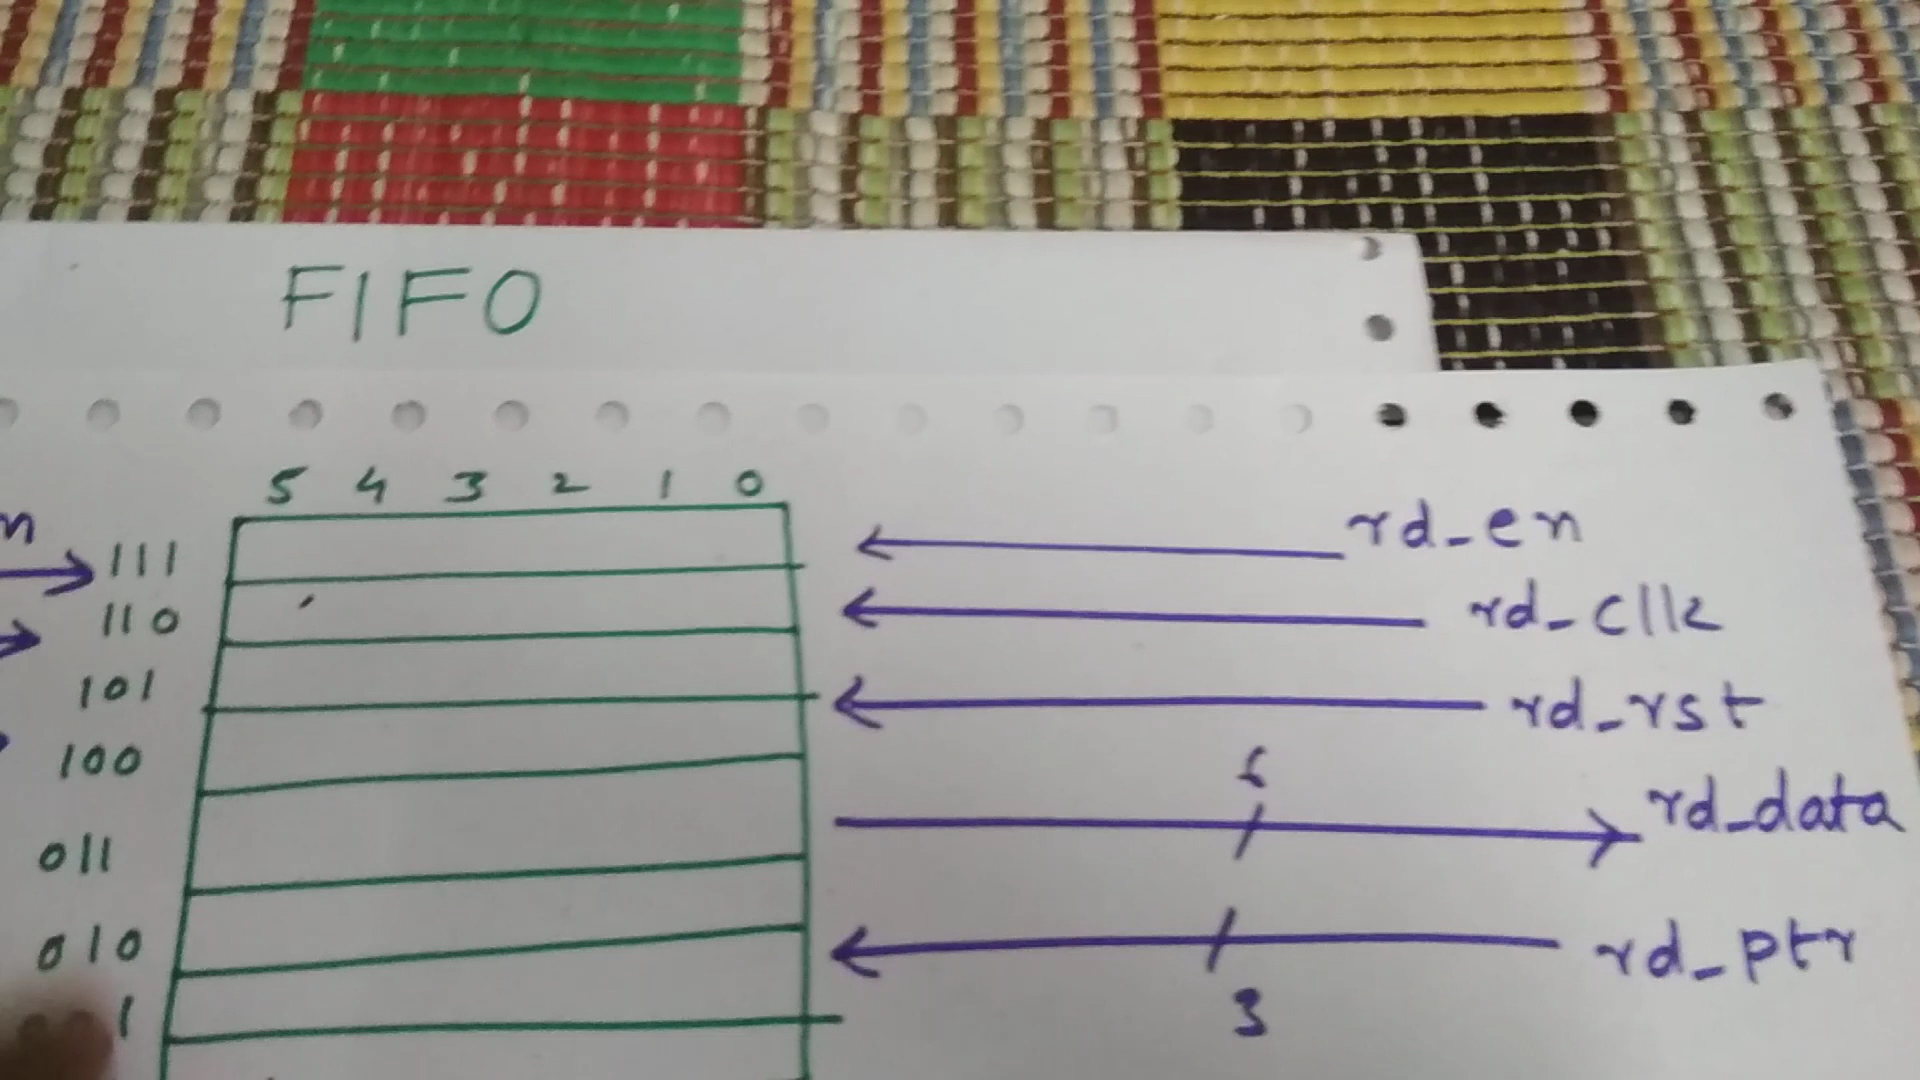 FIFO
5 4 3 2 1 0
n 111 rd_en
110 rd_clk
101 rd_rst
100
6
rd_data
011
010 rd_ptr
1 3